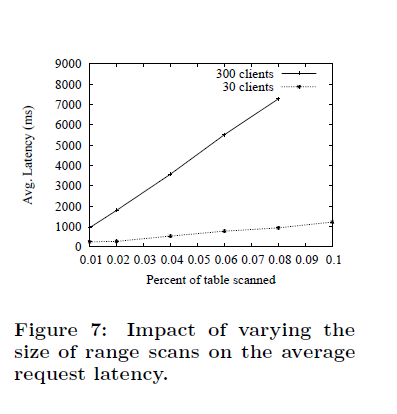 9000
8000
7000
6000
5000
4000
3000
2000
1000
0
300 clients
30 clients
Avg. Latency (ms)
0.01 0.02 0.03 0.04 0.05 0.06 0.07 0.08 0.09 0.1
Percent of table scanned
Figure 7: Impact of varying the
size of range scans on the average
request latency.